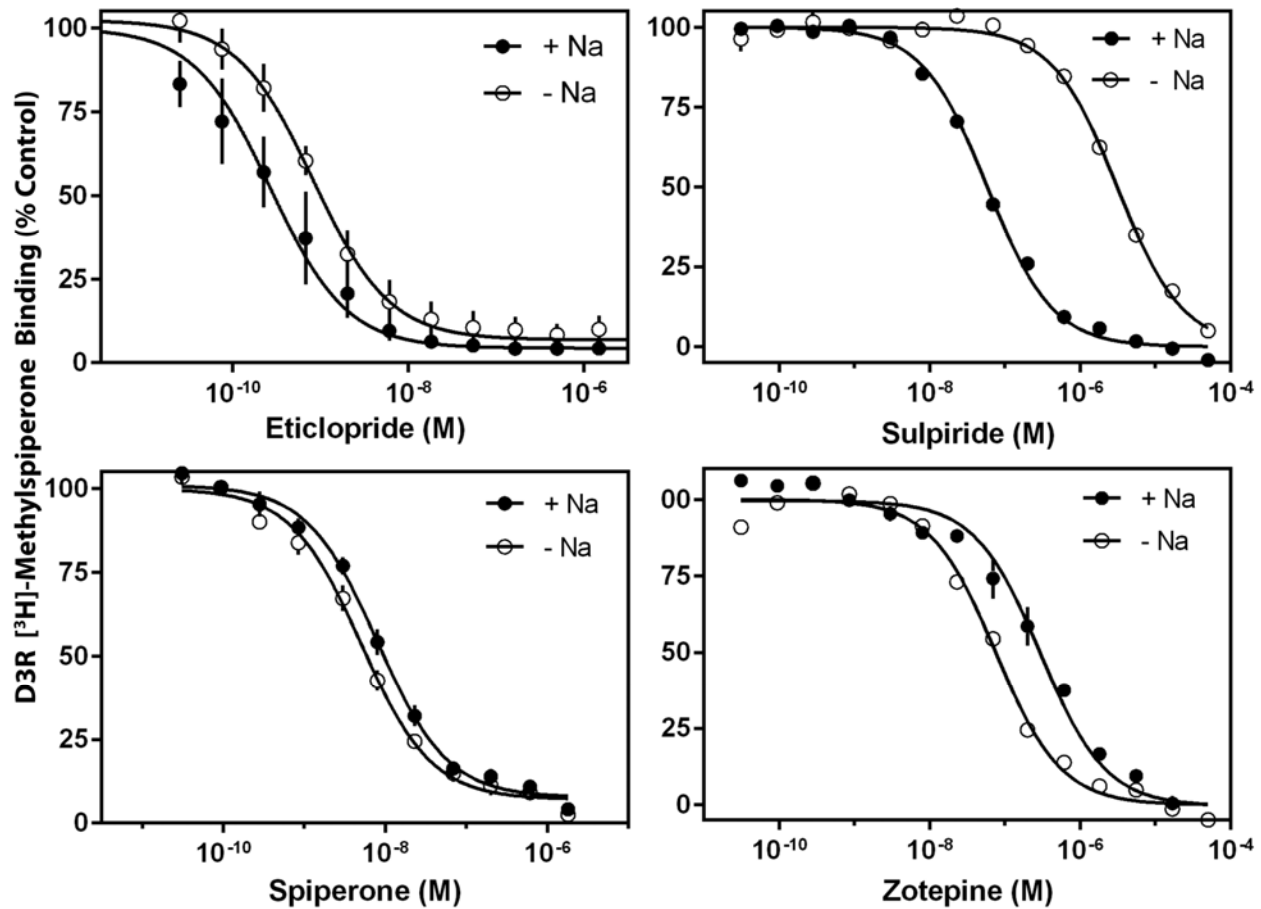 D3R [³H]-Methylspiperone Binding (% Control)
100
75
50
25
0
+ Na
- Na
10⁻¹⁰
10⁻⁸
10⁻⁶
Eticlopride (M)
100
75
50
25
0
+ Na
- Na
10⁻¹⁰
10⁻⁸
10⁻⁶
10⁻⁴
Sulpiride (M)
100
75
50
25
0
+ Na
- Na
10⁻¹⁰
10⁻⁸
10⁻⁶
Spiperone (M)
00
75
50
25
0
+ Na
- Na
10⁻¹⁰
10⁻⁸
10⁻⁶
10⁻⁴
Zotepine (M)